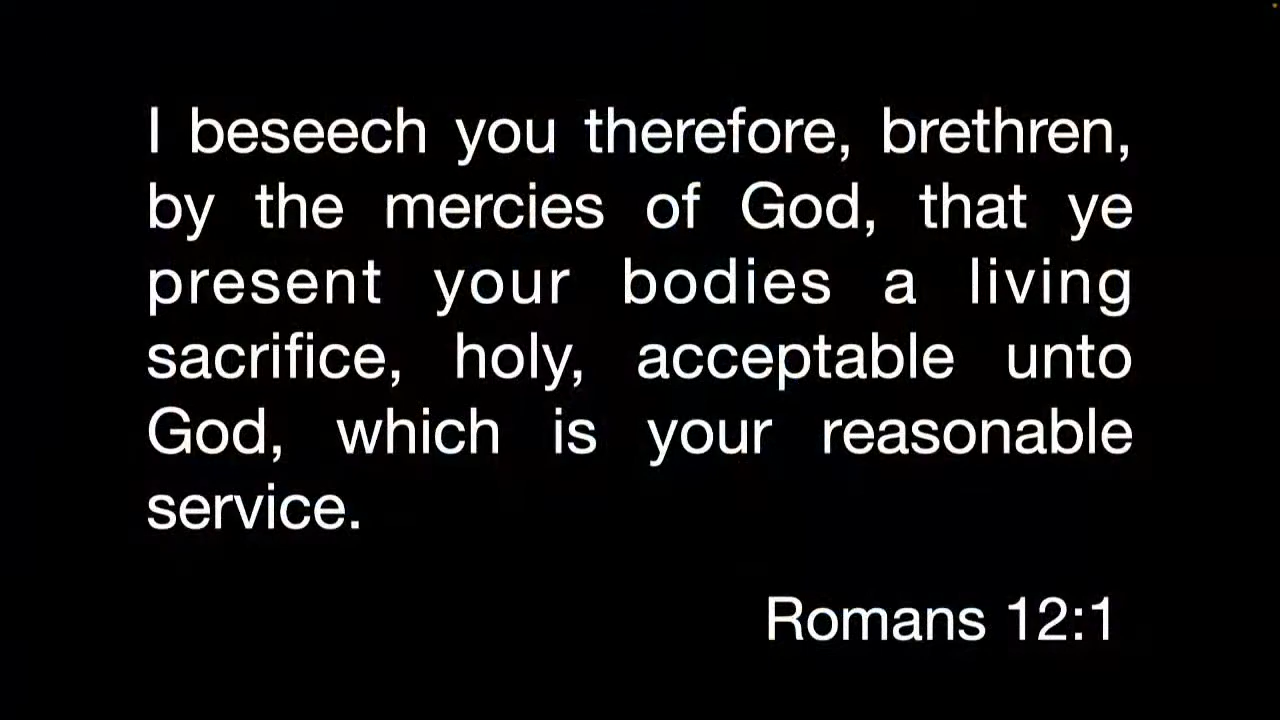 I beseech you therefore, brethren,
by the mercies of God, that ye
present your bodies a living
sacrifice, holy, acceptable unto
God, which is your reasonable
service.
Romans 12:1